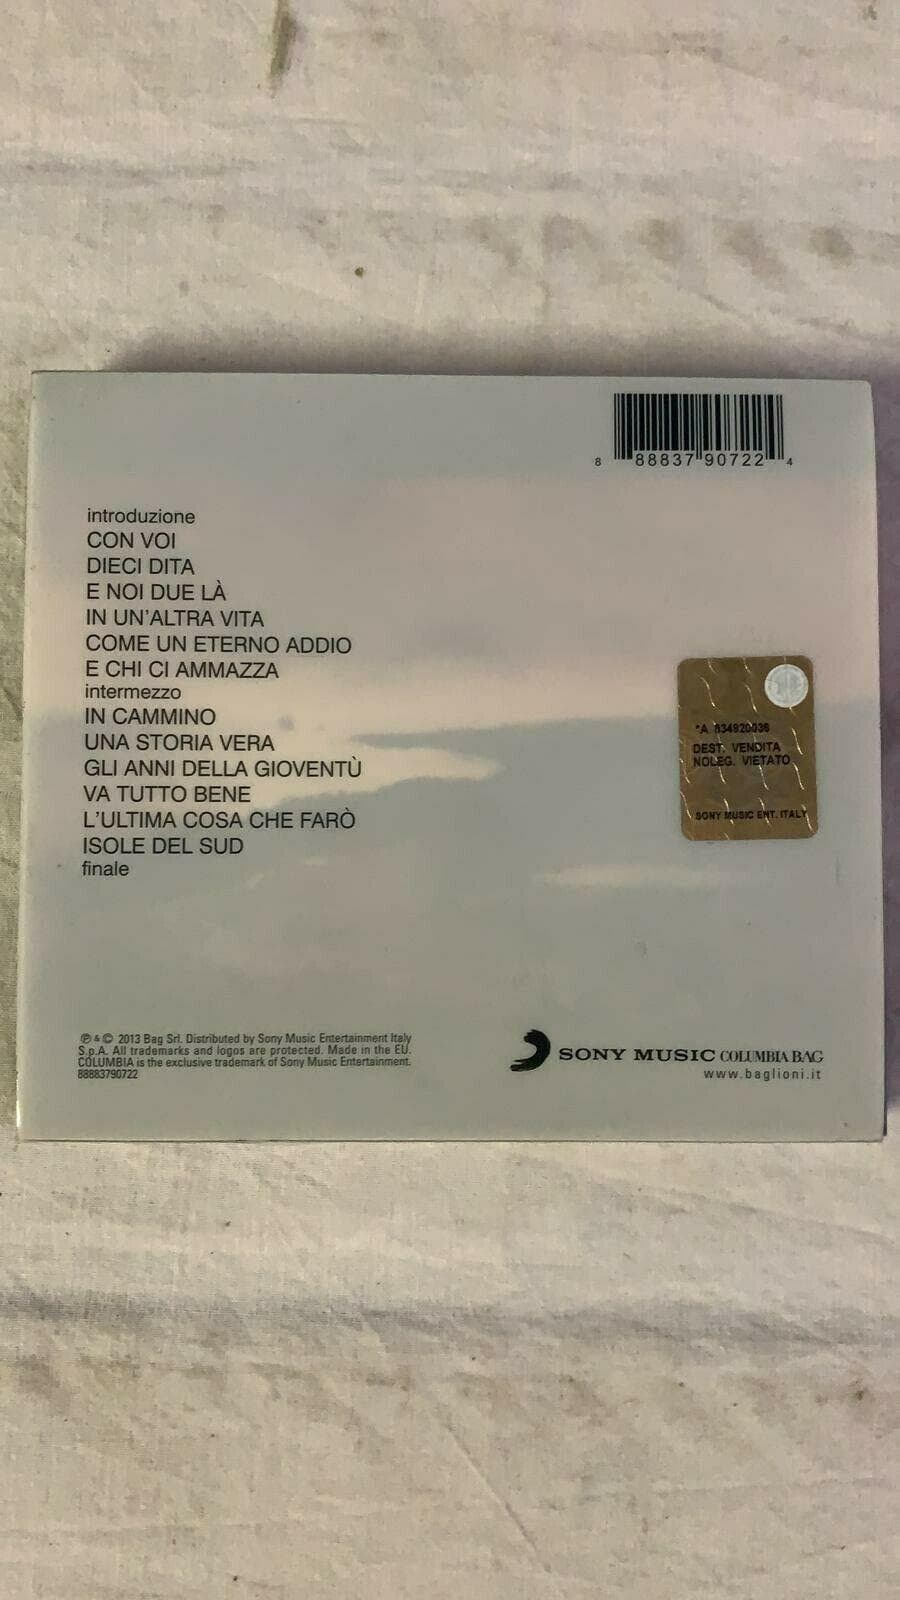 8 88837 90722 4
introduzione
CON VOI
DIECI DITA
E NOI DUE LÀ
IN UN'ALTRA VITA
COME UN ETERNO ADDIO
E CHI CI AMMAZZA
intermezzo
IN CAMMINO
UNA STORIA VERA
GLI ANNI DELLA GIOVENTÙ
VA TUTTO BENE
L'ULTIMA COSA CHE FARÒ
ISOLE DEL SUD
finale
*A 834920036
DEST. VENDITA
NOLEG. VIETATO
SONY MUSIC ENT. ITALY
℗ & © 2013 Bag Srl. Distributed by Sony Music Entertainment Italy
S.p.A. All trademarks and logos are protected. Made in the EU.
COLUMBIA is the exclusive trademark of Sony Music Entertainment.
88883790722
SONY MUSIC COLUMBIA BAG
www.baglioni.it